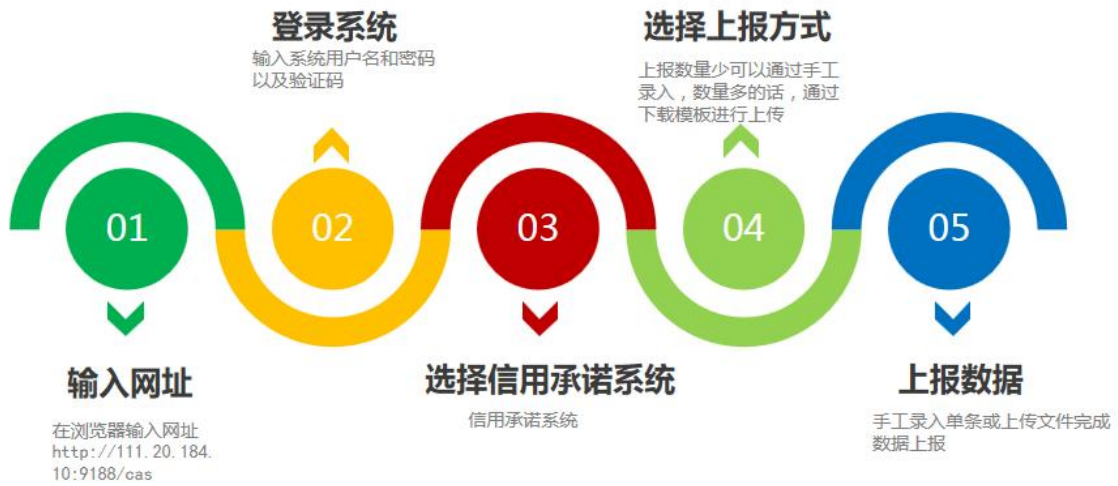 登录系统
输入系统用户名和密码
以及验证码
选择上报方式
上报数量少可以通过手工
录入，数量多的话，通过
下载模板进行上传
01
02
03
04
05
输入网址
在浏览器输入网址
http://111.20.184.
10:9188/cas
选择信用承诺系统
信用承诺系统
上报数据
手工录入单条或上传文件完成
数据上报